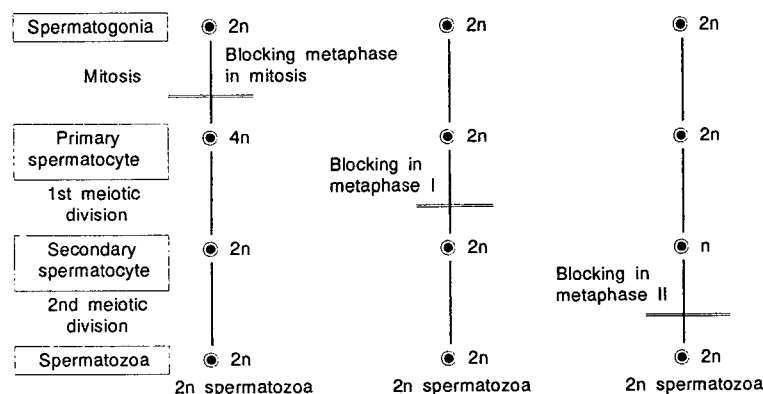 Spermatogonia 2n 2n 2n
Blocking metaphase
Mitosis in mitosis
Primary
spermatocyte 4n 2n 2n
Blocking in
metaphase I
1st meiotic
division
Secondary
spermatocyte 2n 2n n
Blocking in
metaphase II
2nd meiotic
division
Spermatozoa 2n 2n 2n
2n spermatozoa 2n spermatozoa 2n spermatozoa